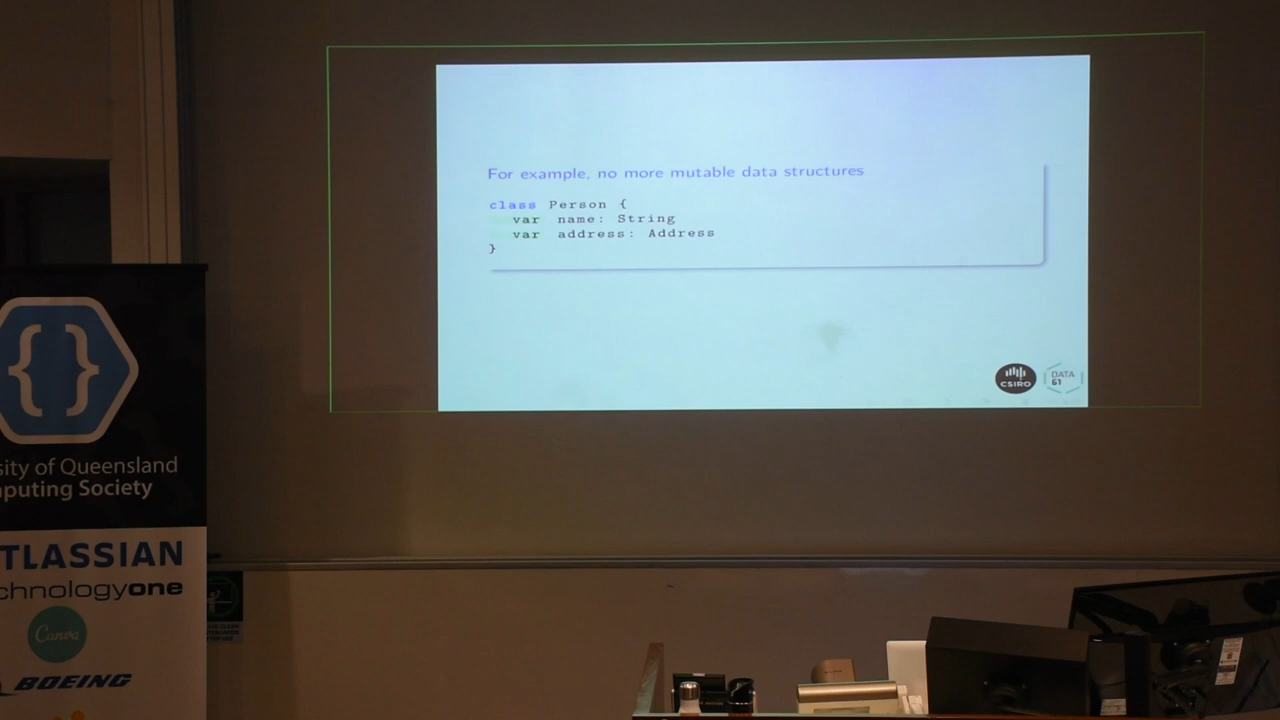 For example, no more mutable data structures
class Person {
var name: String
var address: Address
}
CSIRO
DATA
61
{}
sity of Queensland
puting Society
TLASSIAN
chnologyone
Canva
BOEING